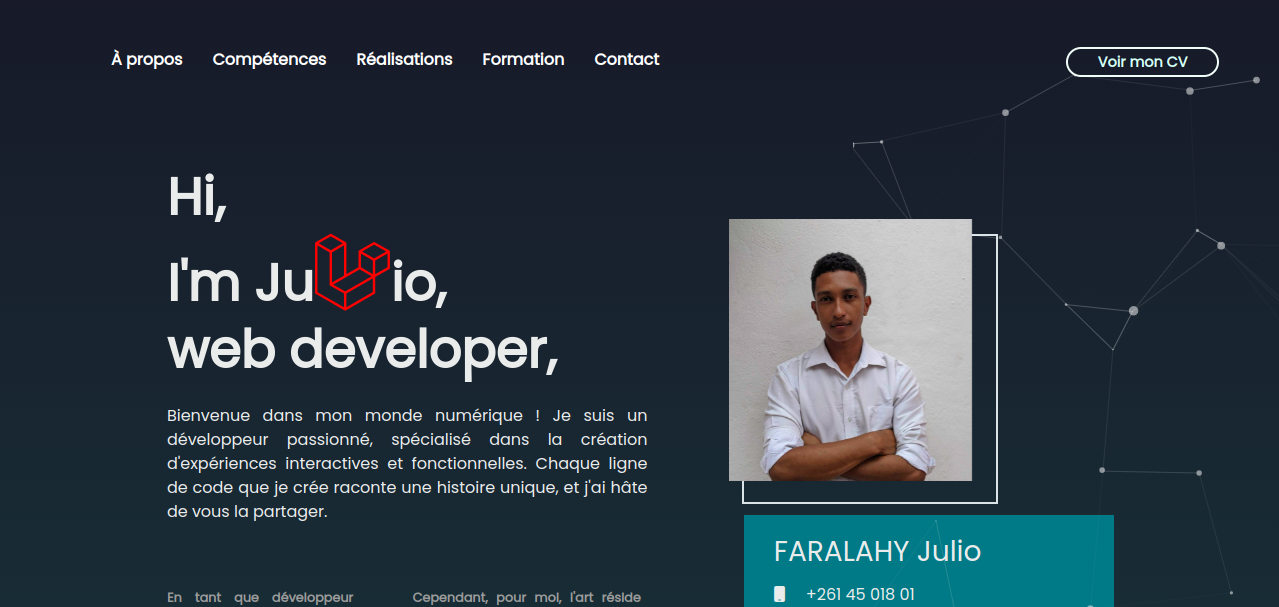 À propos Compétences Réalisations Formation Contact Voir mon CV
Hi,
I'm Ju io,
web developer,
Bienvenue dans mon monde numérique ! Je suis un
développeur passionné, spécialisé dans la création
d'expériences interactives et fonctionnelles. Chaque ligne
de code que je crée raconte une histoire unique, et j'ai hâte
de vous la partager.
En tant que développeur
Cependant, pour moi, l'art réside
FARALAHY Julio
+261 45 018 01